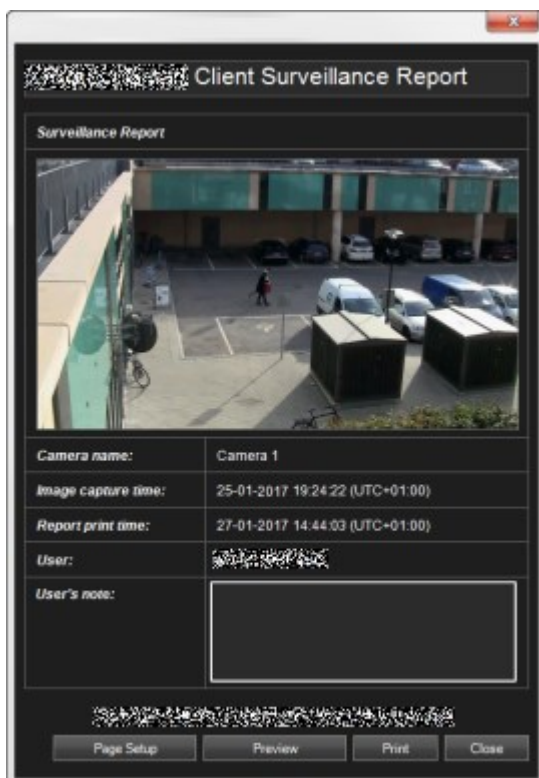 Client Surveillance Report
Surveillance Report
Camera name: Camera 1
Image capture time: 25-01-2017 19:24:22 (UTC+01:00)
Report print time: 27-01-2017 14:44:03 (UTC+01:00)
User:
User's note:
Page Setup Preview Print Close